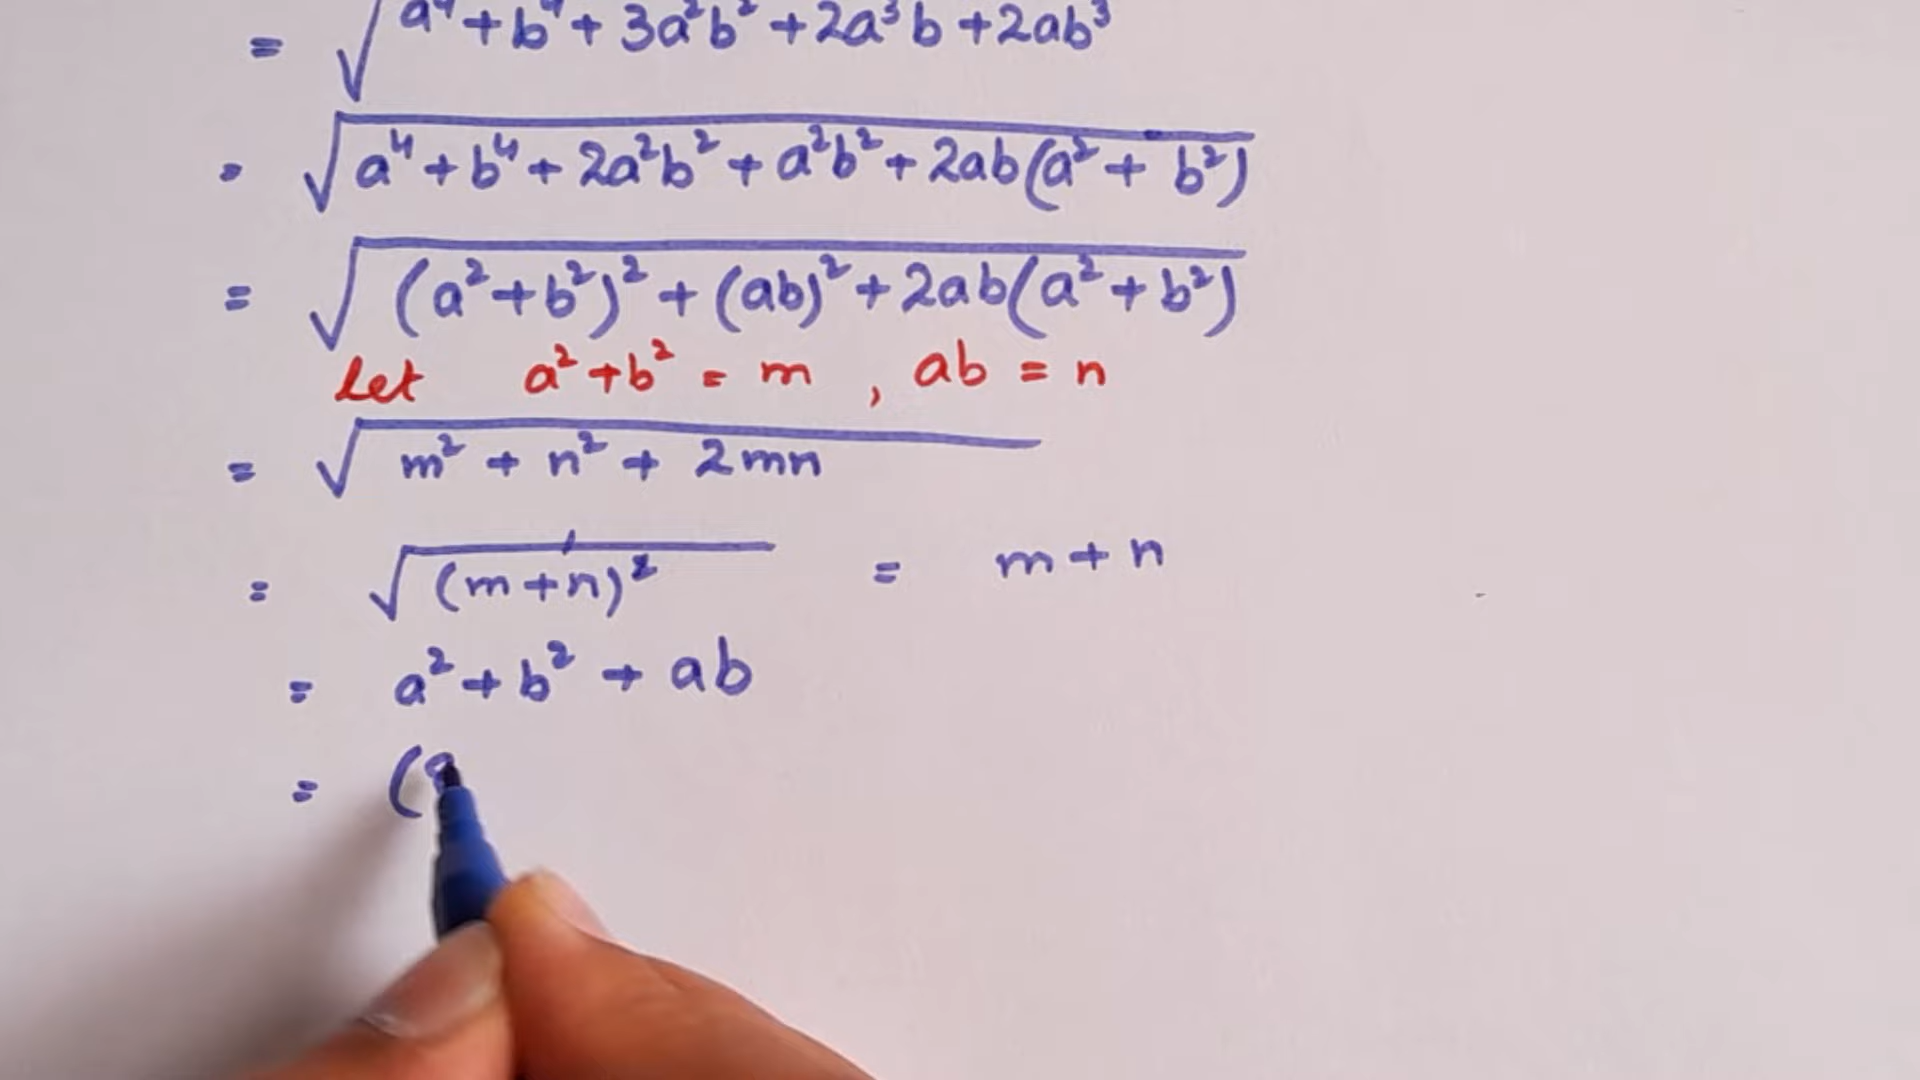 = √a⁴ + b⁴ + 3a²b² + 2a³b + 2ab³
= √a⁴ + b⁴ + 2a²b² + a²b² + 2ab(a² + b²)
= √(a² + b²)² + (ab)² + 2ab(a² + b²)
Let a² + b² = m , ab = n
= √m² + n² + 2mn
= √(m + n)² = m + n
= a² + b² + ab
= (a